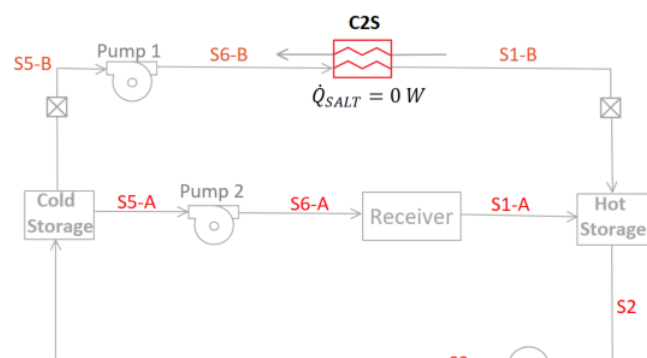 C2S
Pump 1
S5-B
S6-B
S1-B
Q̇SALT = 0 W
Cold
Storage
S5-A
Pump 2
S6-A
Receiver
S1-A
Hot
Storage
S2